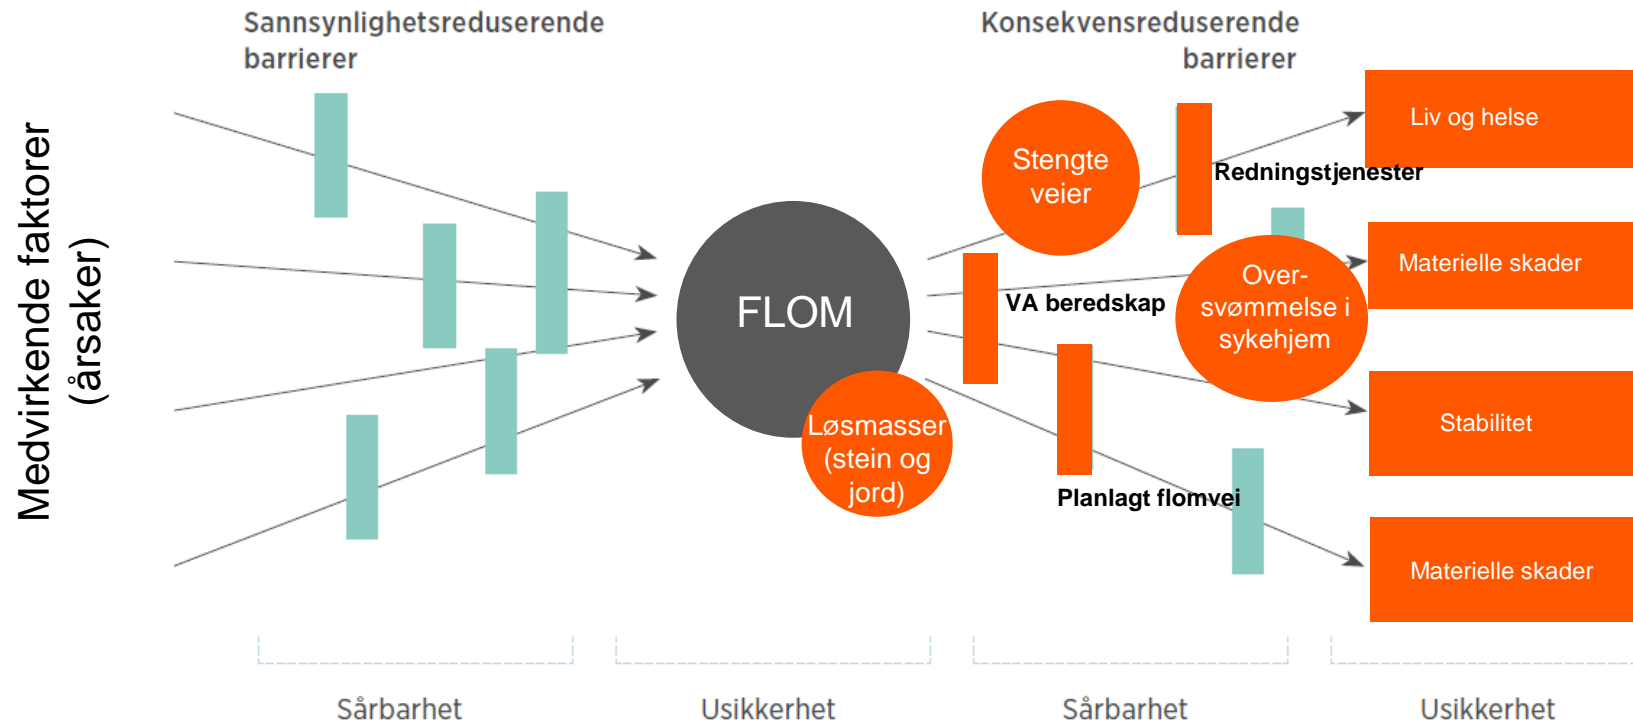 Sannsynlighetsreduserende
barrierer
Konsekvensreduserende
barrierer
Medvirkende faktorer
(årsaker)
FLOM
Løsmasser
(stein og
jord)
Stengte
veier
Redningstjenester
VA beredskap
Over-
svømmelse i
sykehjem
Planlagt flomvei
Liv og helse
Materielle skader
Stabilitet
Materielle skader
Sårbarhet
Usikkerhet
Sårbarhet
Usikkerhet